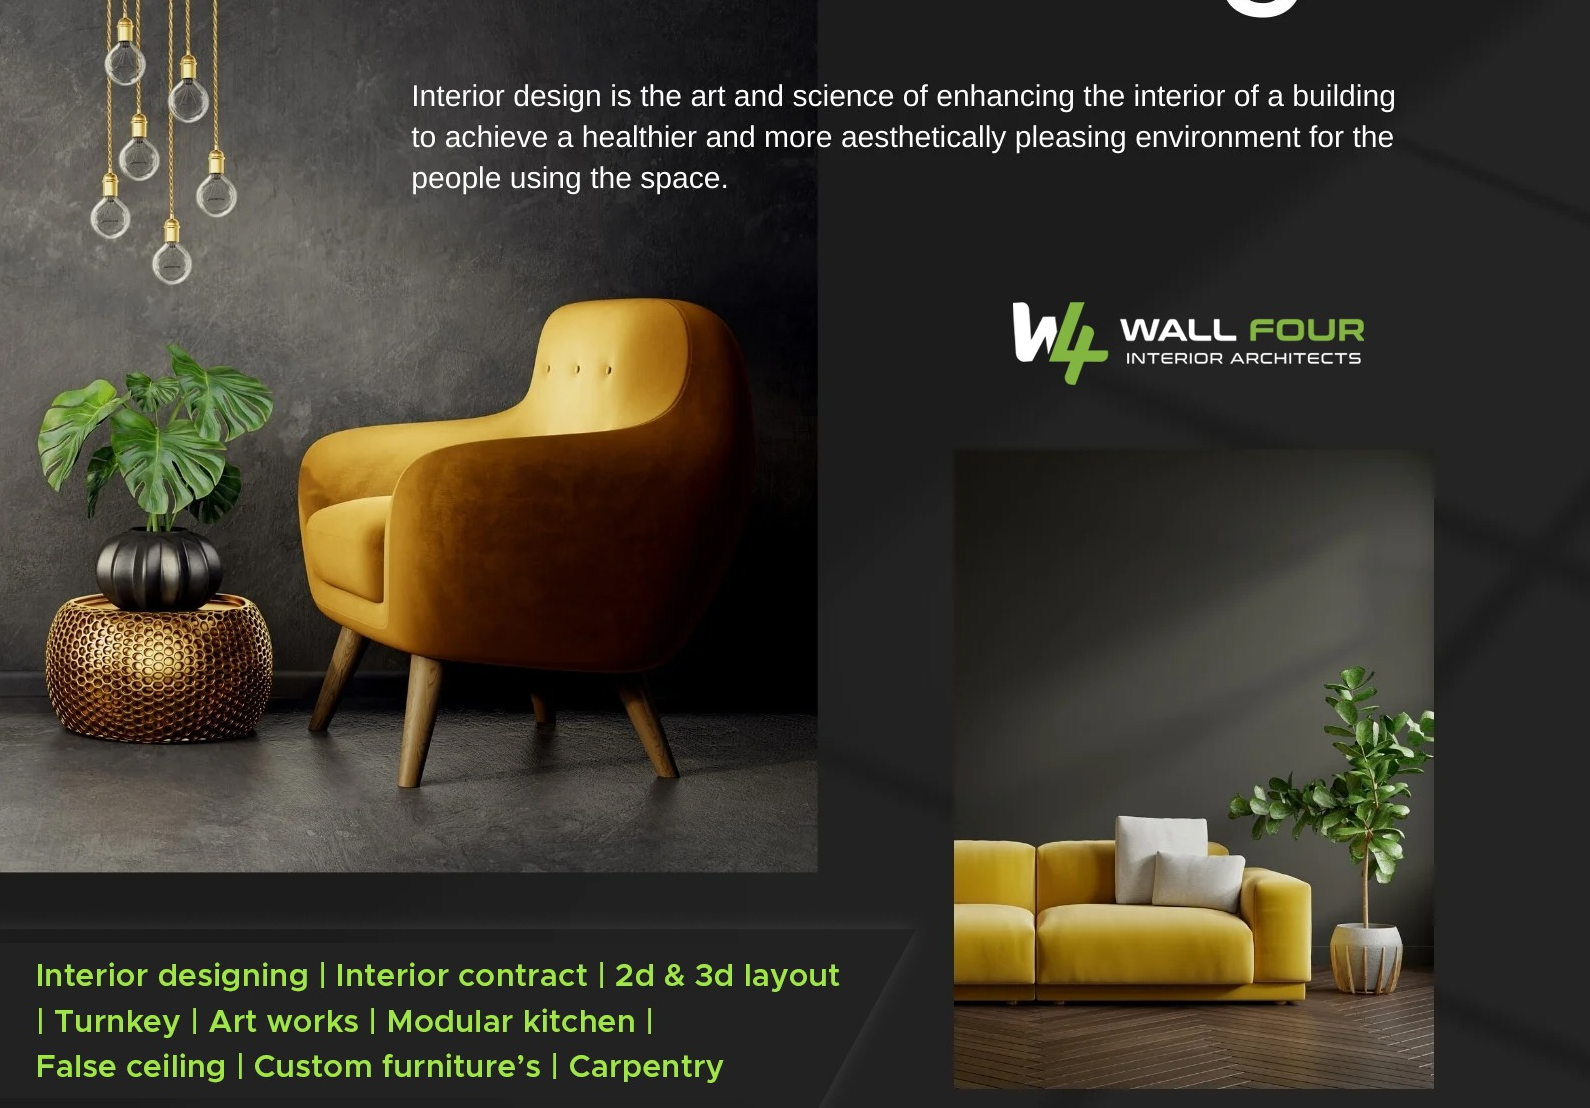 Interior design is the art and science of enhancing the interior of a building
to achieve a healthier and more aesthetically pleasing environment for the
people using the space.
W4 WALL FOUR
INTERIOR ARCHITECTS
Interior designing | Interior contract | 2d & 3d layout
| Turnkey | Art works | Modular kitchen |
False ceiling | Custom furniture’s | Carpentry